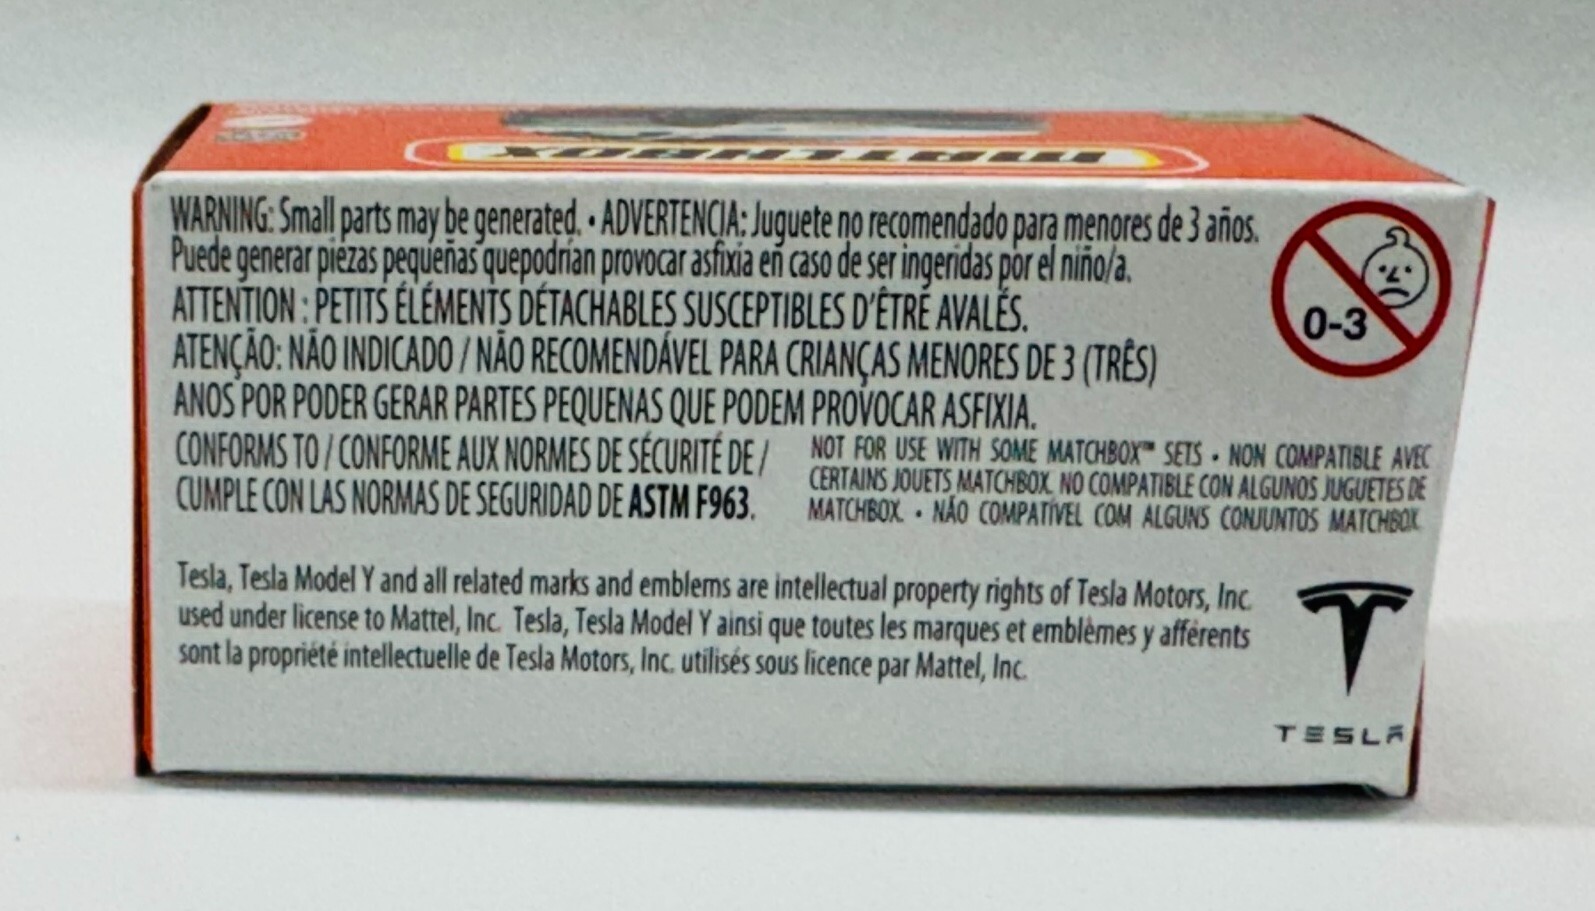 MATCHBOX
WARNING: Small parts may be generated. • ADVERTENCIA: Juguete no recomendado para menores de 3 años.
Puede generar piezas pequeñas quepodrían provocar asfixia en caso de ser ingeridas por el niño/a.
ATTENTION : PETITS ÉLÉMENTS DÉTACHABLES SUSCEPTIBLES D'ÊTRE AVALÉS.
ATENÇÃO: NÃO INDICADO / NÃO RECOMENDÁVEL PARA CRIANÇAS MENORES DE 3 (TRÊS)
ANOS POR PODER GERAR PARTES PEQUENAS QUE PODEM PROVOCAR ASFIXIA.
0-3
CONFORMS TO / CONFORME AUX NORMES DE SÉCURITÉ DE /
CUMPLE CON LAS NORMAS DE SEGURIDAD DE ASTM F963.
NOT FOR USE WITH SOME MATCHBOX™ SETS • NON COMPATIBLE AVEC
CERTAINS JOUETS MATCHBOX. NO COMPATIBLE CON ALGUNOS JUGUETES DE
MATCHBOX. • NÃO COMPATÍVEL COM ALGUNS CONJUNTOS MATCHBOX.
Tesla, Tesla Model Y and all related marks and emblems are intellectual property rights of Tesla Motors, Inc.
used under license to Mattel, Inc. Tesla, Tesla Model Y ainsi que toutes les marques et emblèmes y afférents
sont la propriété intellectuelle de Tesla Motors, Inc. utilisés sous licence par Mattel, Inc.
TESLA